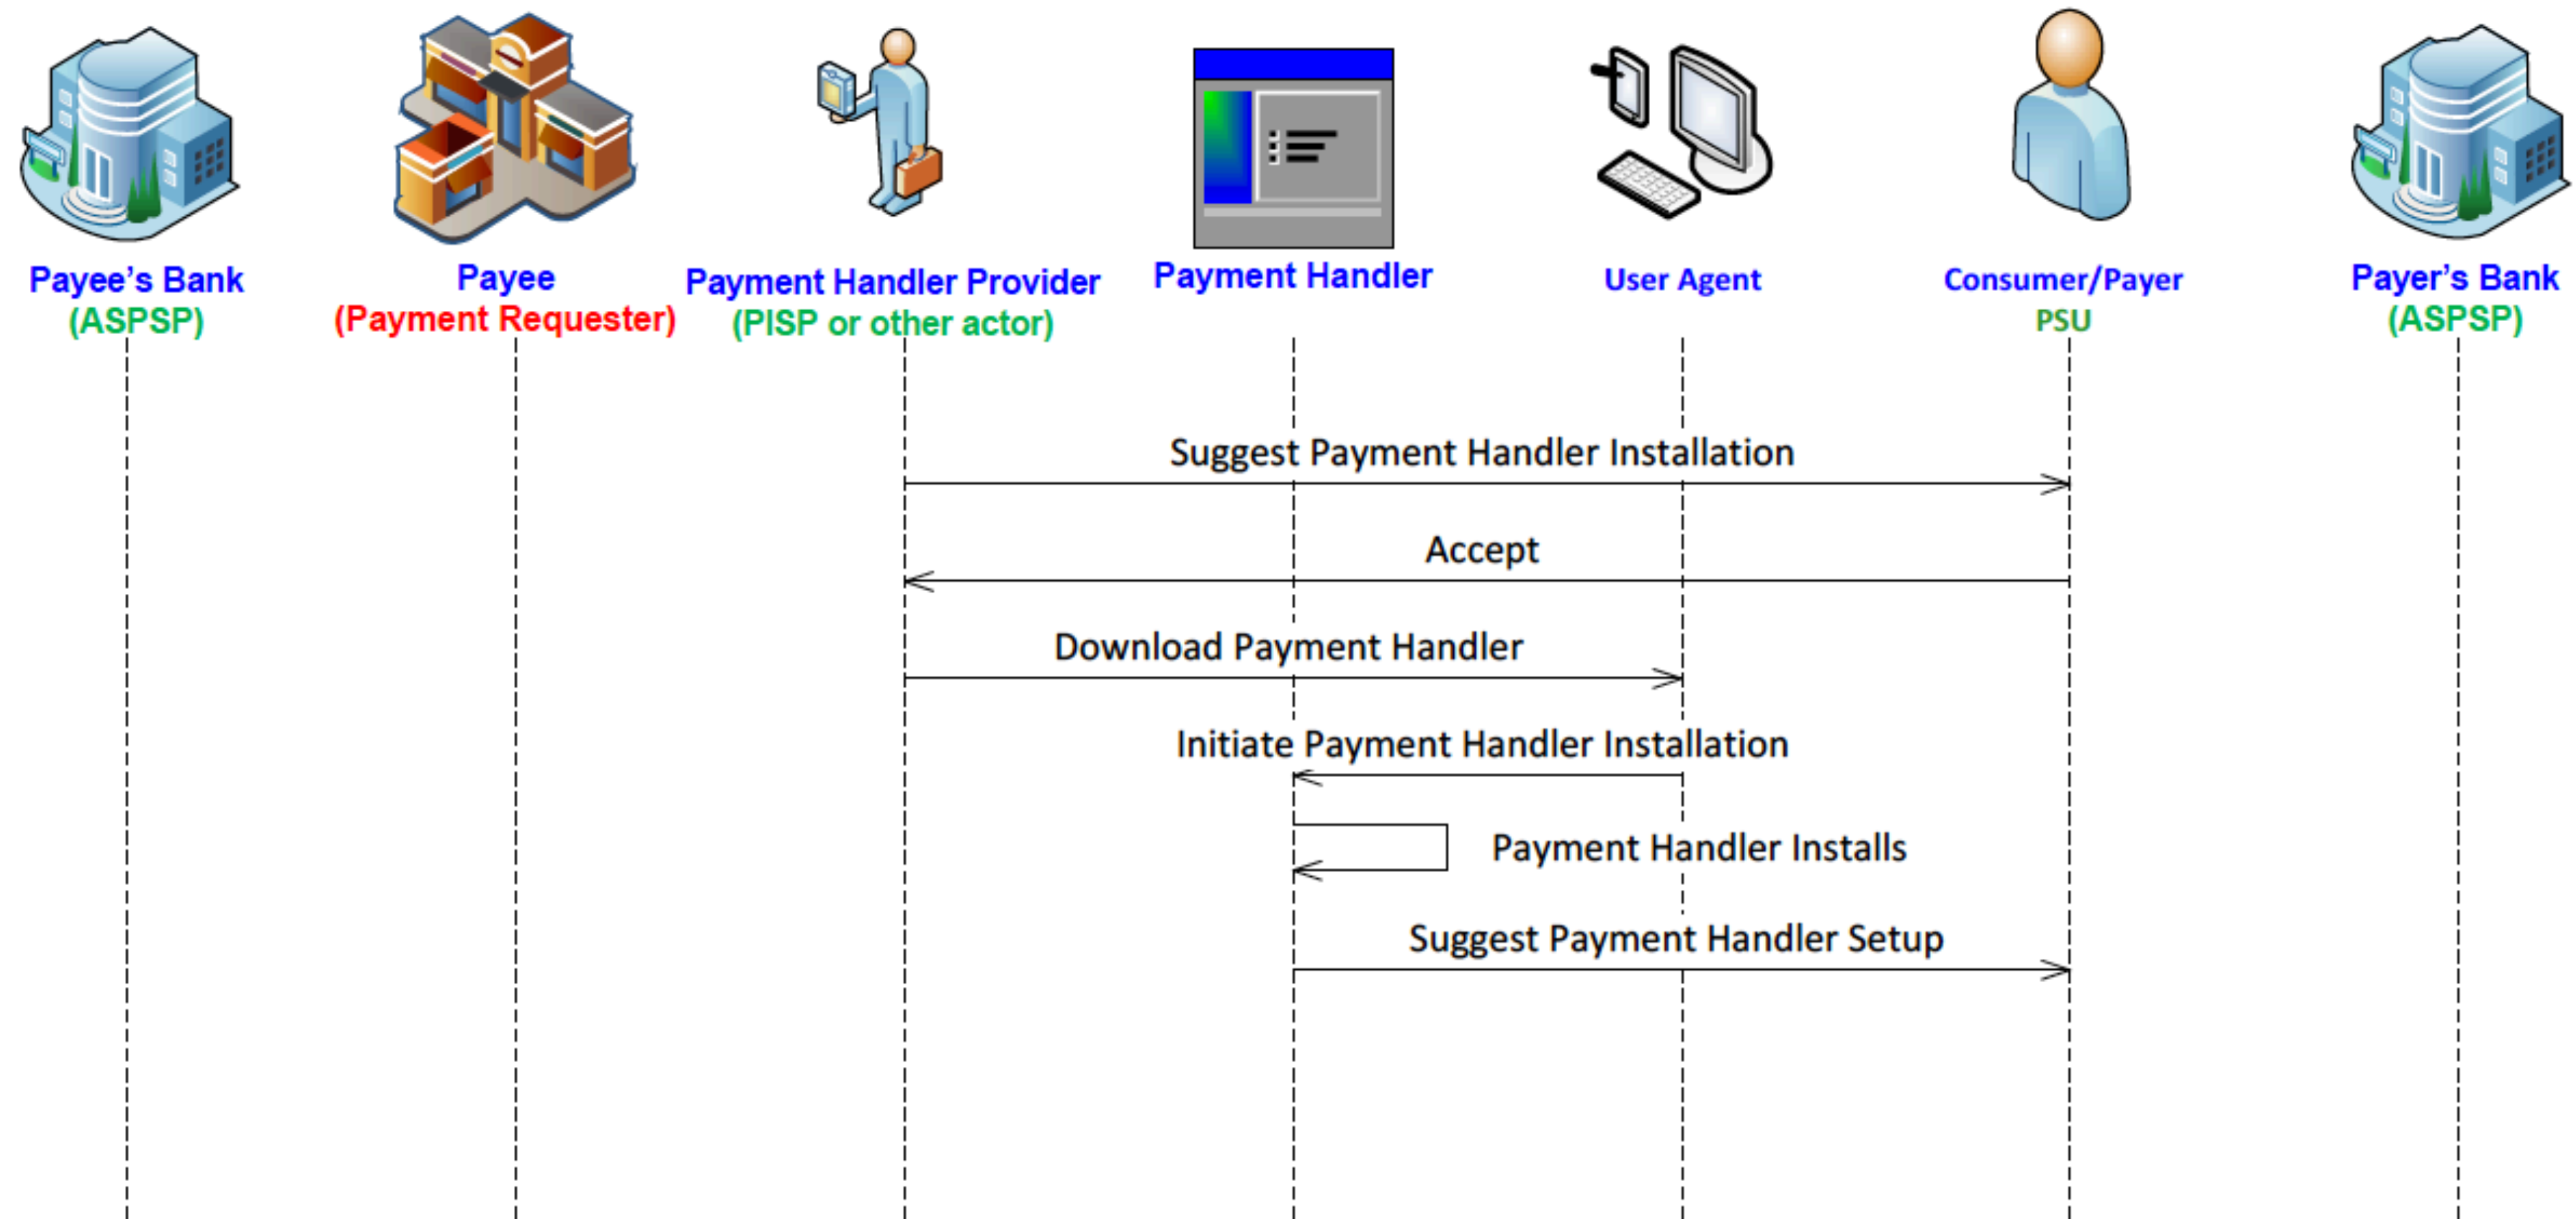 Payee’s Bank
(ASPSP)
Payee
(Payment Requester)
Payment Handler Provider
(PISP or other actor)
Payment Handler
User Agent
Consumer/Payer
PSU
Payer’s Bank
(ASPSP)
Suggest Payment Handler Installation
Accept
Download Payment Handler
Initiate Payment Handler Installation
Payment Handler Installs
Suggest Payment Handler Setup